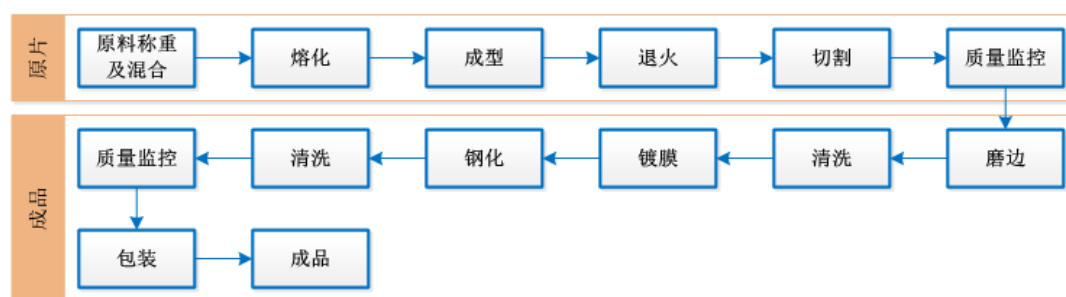 原片
原料称重
及混合
熔化
成型
退火
切割
质量监控
成品
质量监控
清洗
钢化
镀膜
清洗
磨边
包装
成品